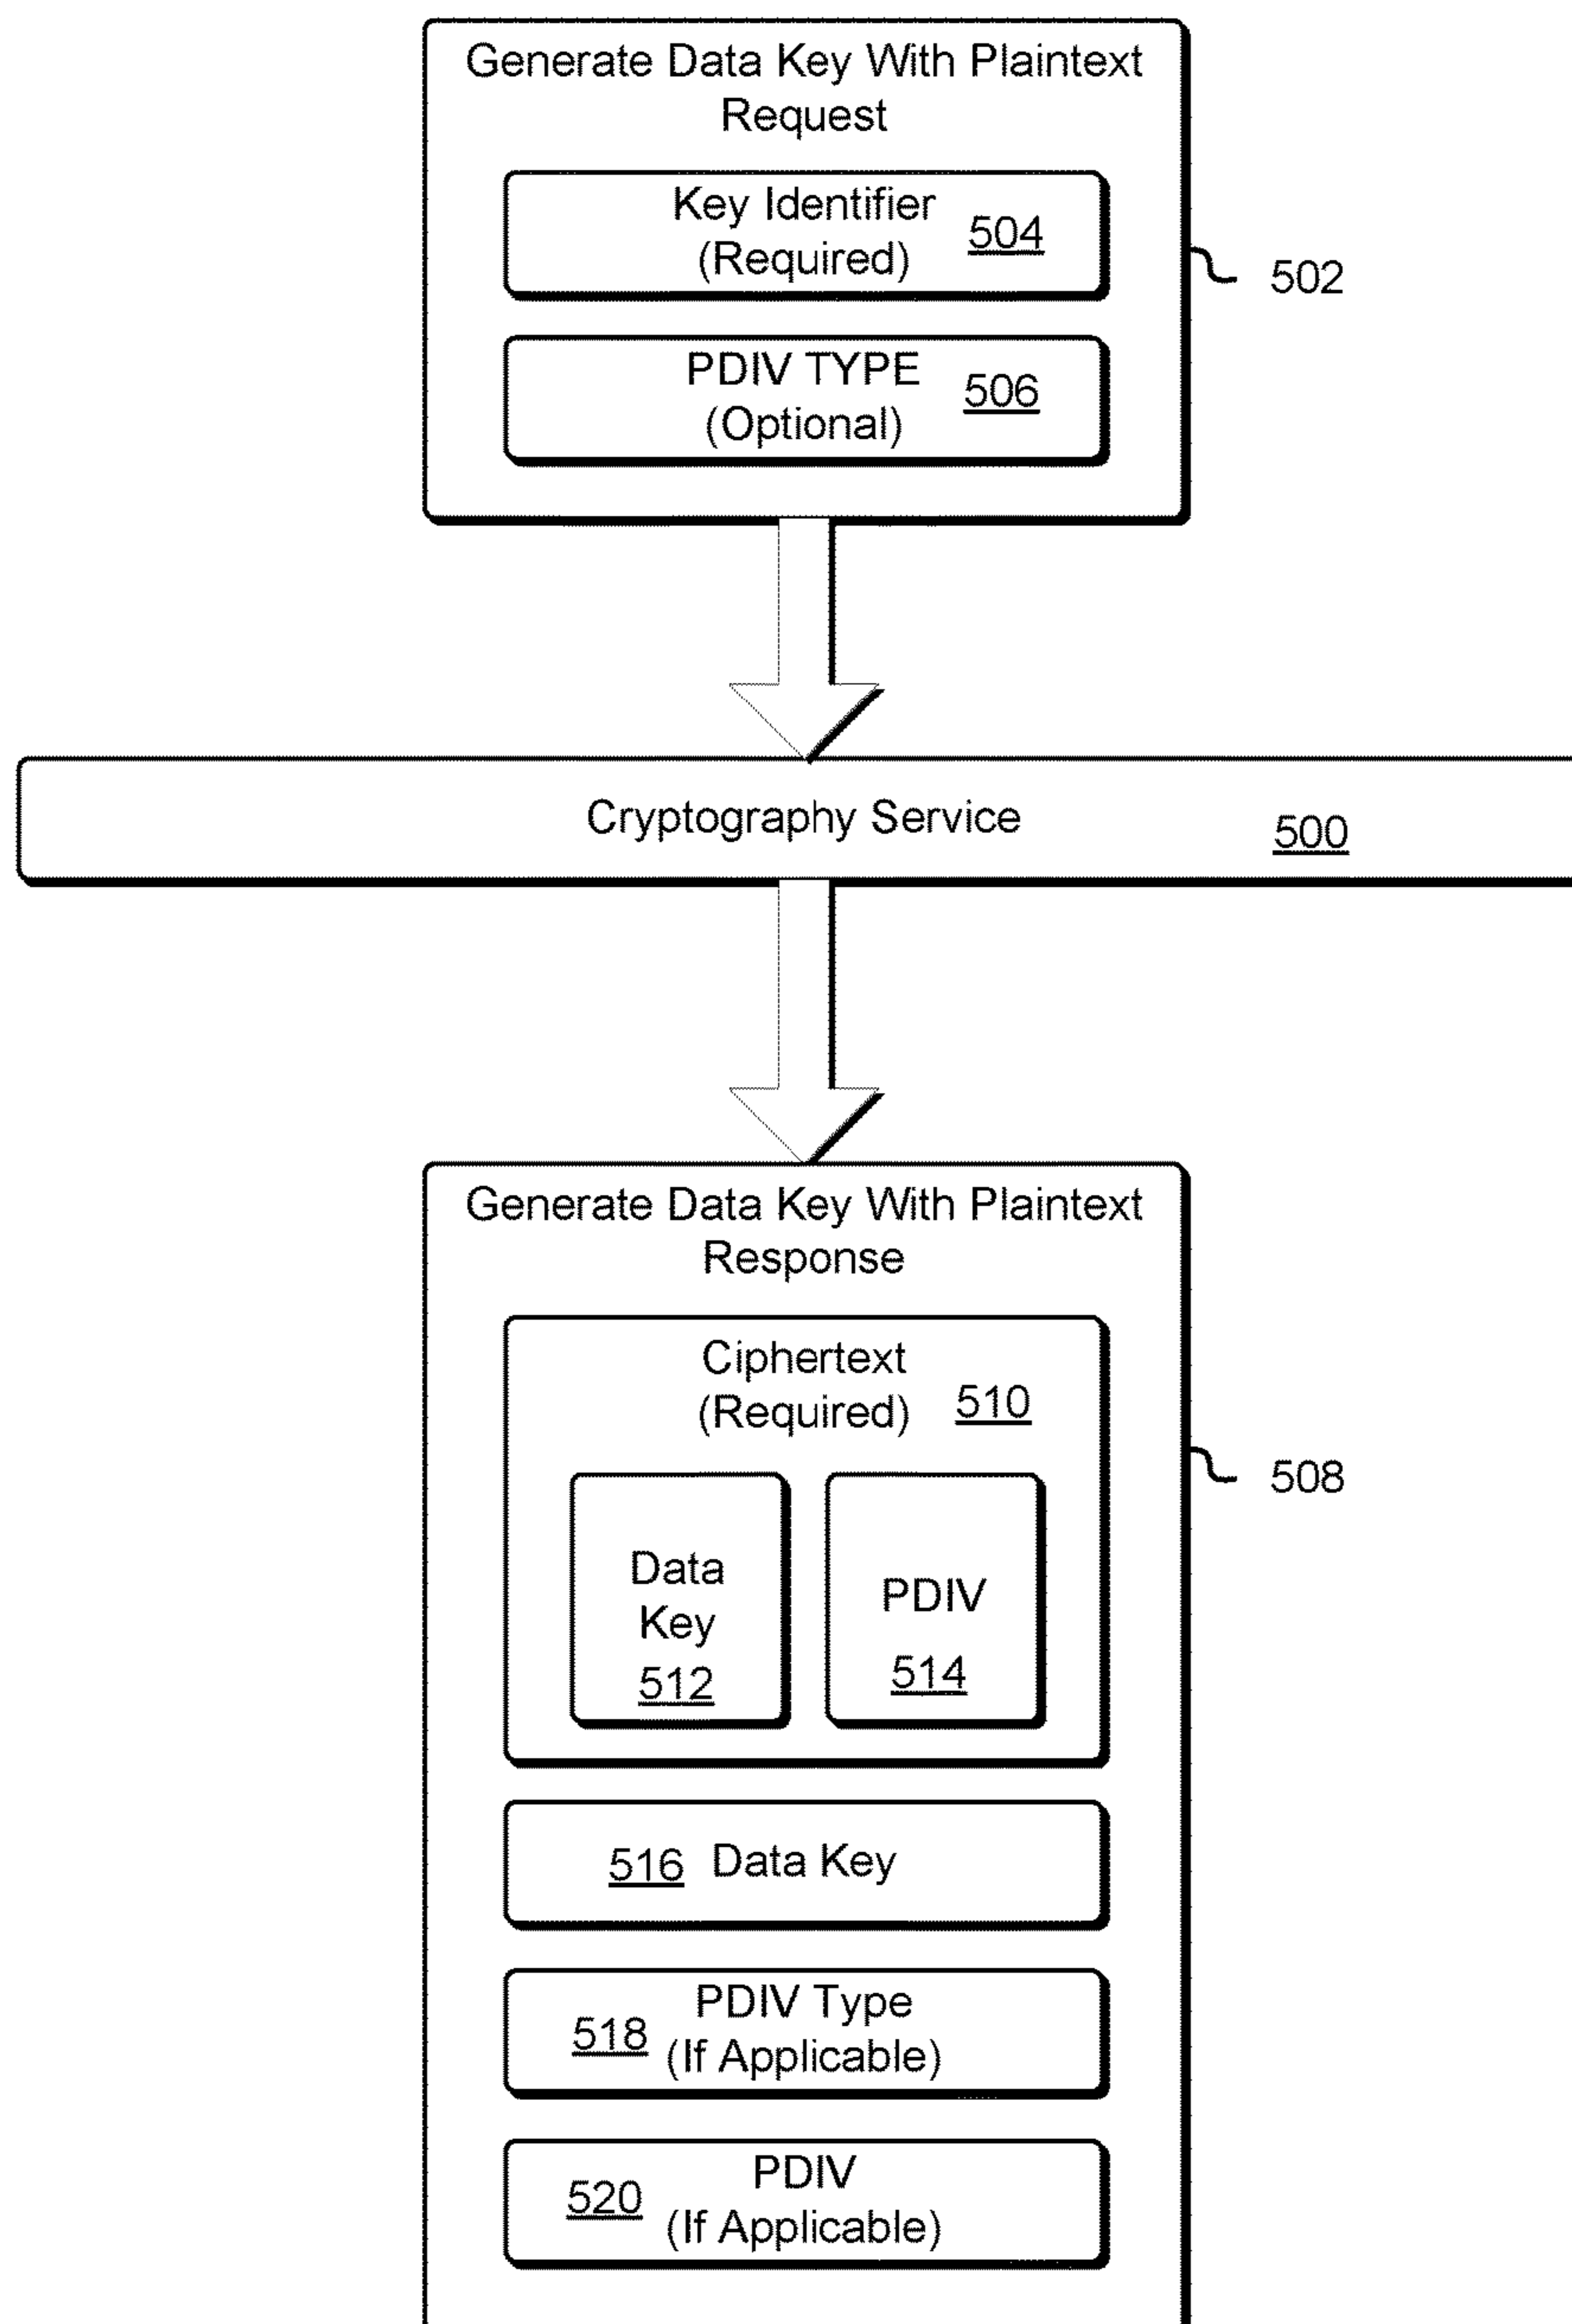 Generate Data Key With Plaintext
Request
Key Identifier
(Required)
504
502
PDIV TYPE
(Optional)
506
Cryptography Service
500
Generate Data Key With Plaintext
Response
Ciphertext
(Required)
510
508
Data
Key
512
PDIV
514
516 Data Key
PDIV Type
518 (If Applicable)
PDIV
520 (If Applicable)